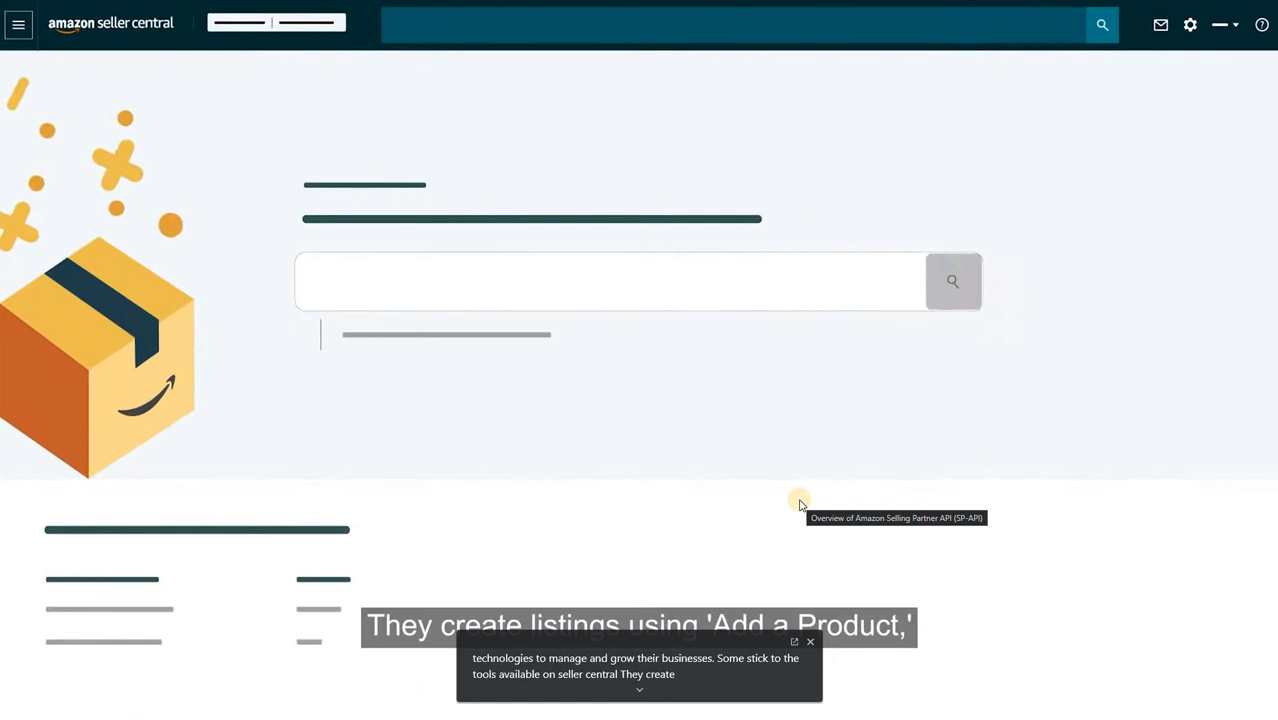 amazon seller central
Overview of Amazon Selling Partner API (SP-API)
They create listings using 'Add a Product,'
technologies to manage and grow their businesses. Some stick to the
tools available on seller central They create